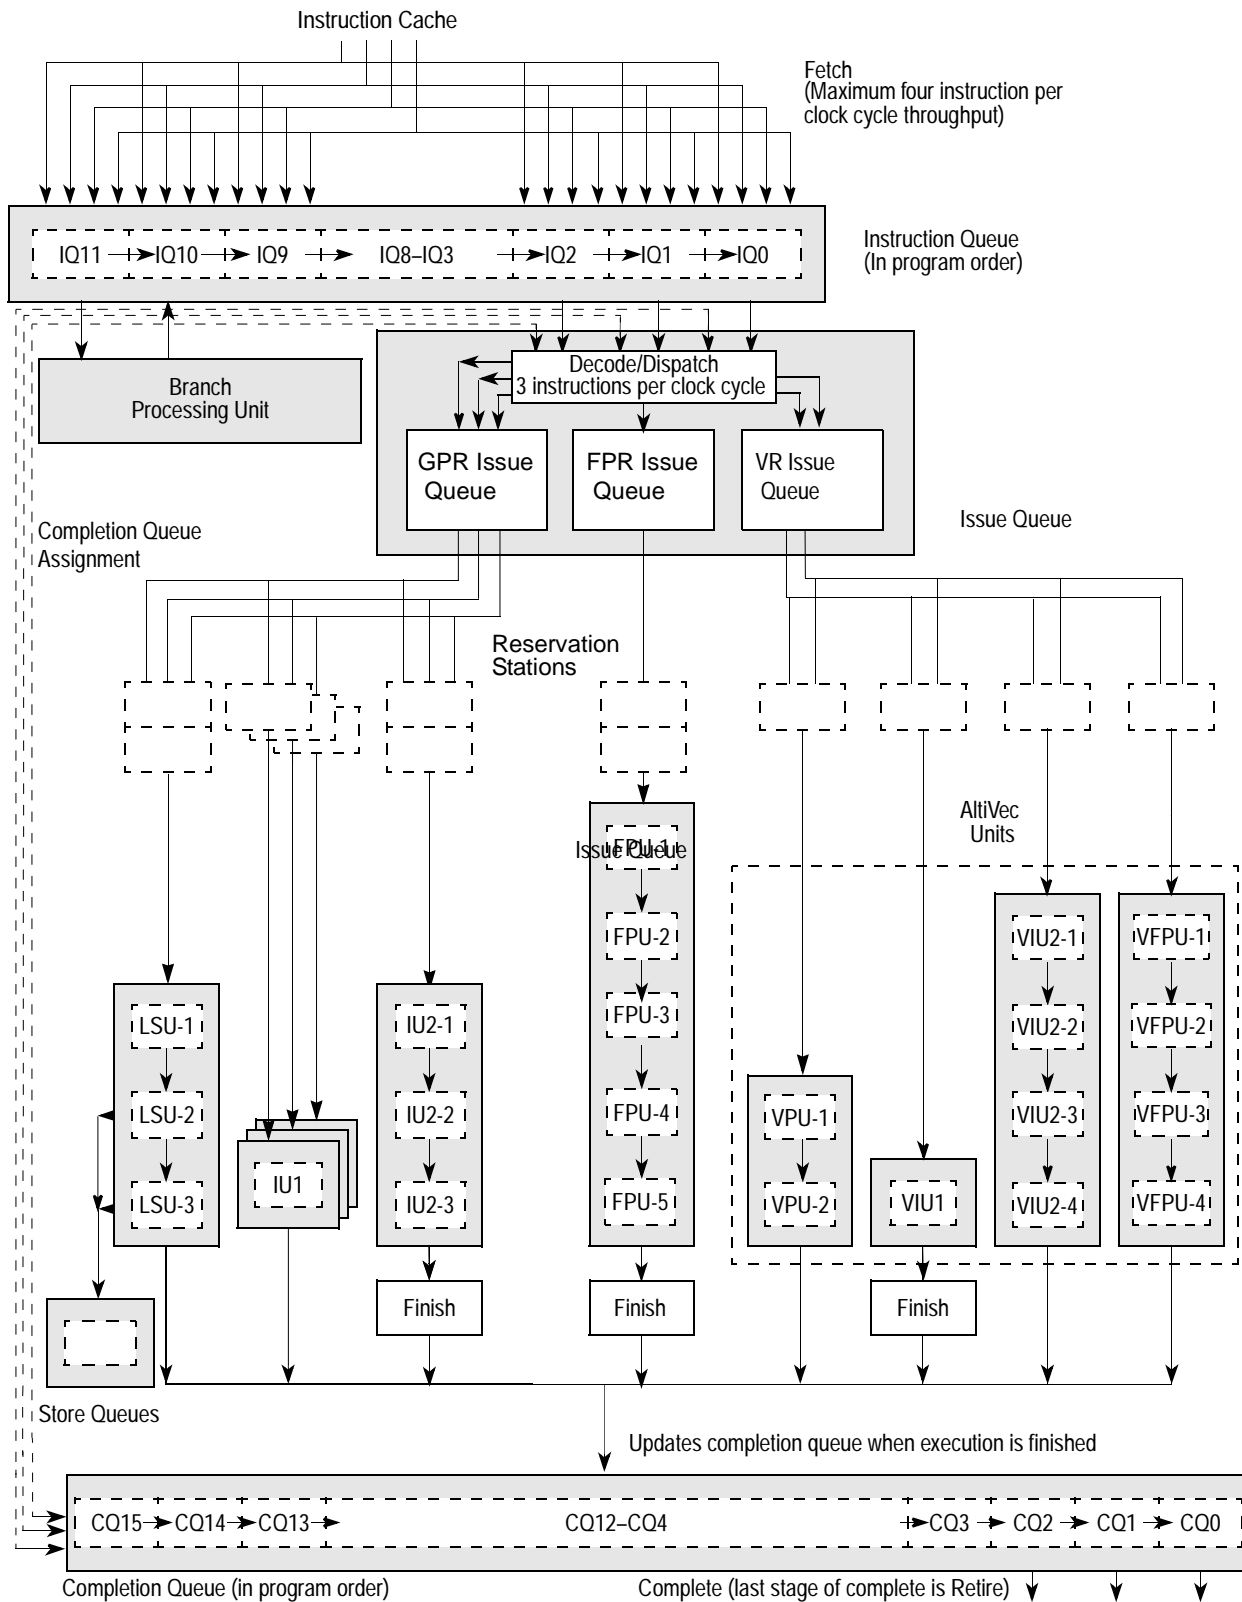 Instruction Cache
Fetch
(Maximum four instruction per
clock cycle throughput)
IQ11 IQ10 IQ9 IQ8–IQ3 IQ2 IQ1 IQ0
Instruction Queue
(In program order)
Branch
Processing Unit
Decode/Dispatch
3 instructions per clock cycle
GPR Issue
Queue
FPR Issue
Queue
VR Issue
Queue
Issue Queue
Completion Queue
Assignment
Reservation
Stations
AltiVec
Units
FPU-1
Issue Queue
FPU-2
FPU-3
FPU-4
FPU-5
LSU-1
LSU-2
LSU-3
IU1
IU2-1
IU2-2
IU2-3
VPU-1
VPU-2
VIU1
VIU2-1
VIU2-2
VIU2-3
VIU2-4
VFPU-1
VFPU-2
VFPU-3
VFPU-4
Finish
Finish
Finish
Store Queues
Updates completion queue when execution is finished
CQ15 CQ14 CQ13 CQ12–CQ4 CQ3 CQ2 CQ1 CQ0
Completion Queue (in program order)
Complete (last stage of complete is Retire)